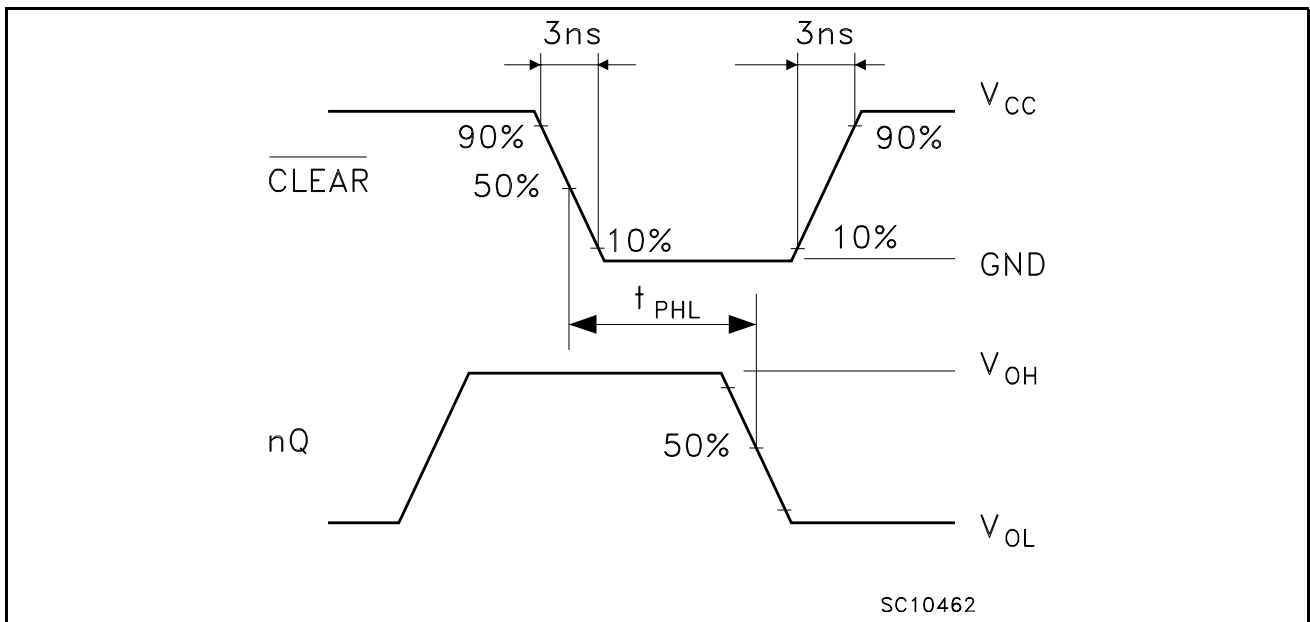 3ns 3ns
V CC
90% 90%
CLEAR
50%
10% 10%
GND
t PHL
V OH
nQ
50%
V OL
SC10462